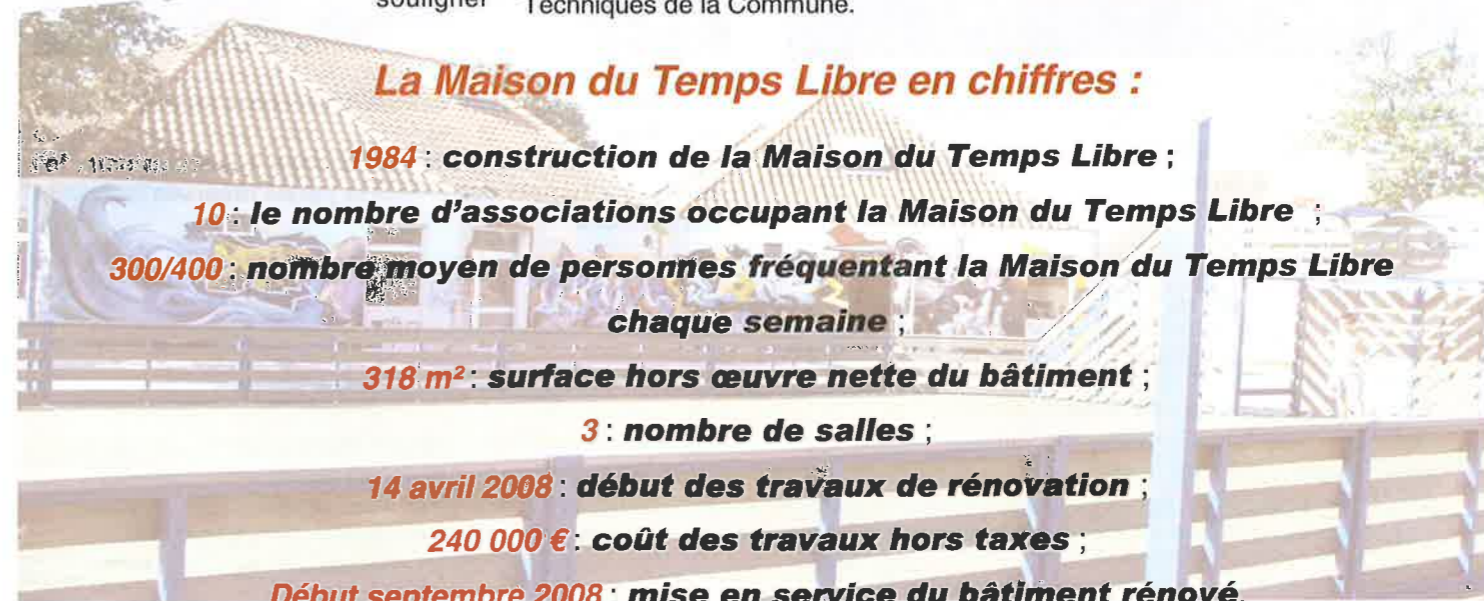 souligner Techniques de la Commune.
La Maison du Temps Libre en chiffres :
1984 : construction de la Maison du Temps Libre ;
10 : le nombre d'associations occupant la Maison du Temps Libre ;
300/400 : nombre moyen de personnes fréquentant la Maison du Temps Libre
chaque semaine ;
318 m² : surface hors œuvre nette du bâtiment ;
3 : nombre de salles ;
14 avril 2008 : début des travaux de rénovation ;
240 000 € : coût des travaux hors taxes ;
Début septembre 2008 : mise en service du bâtiment rénové.